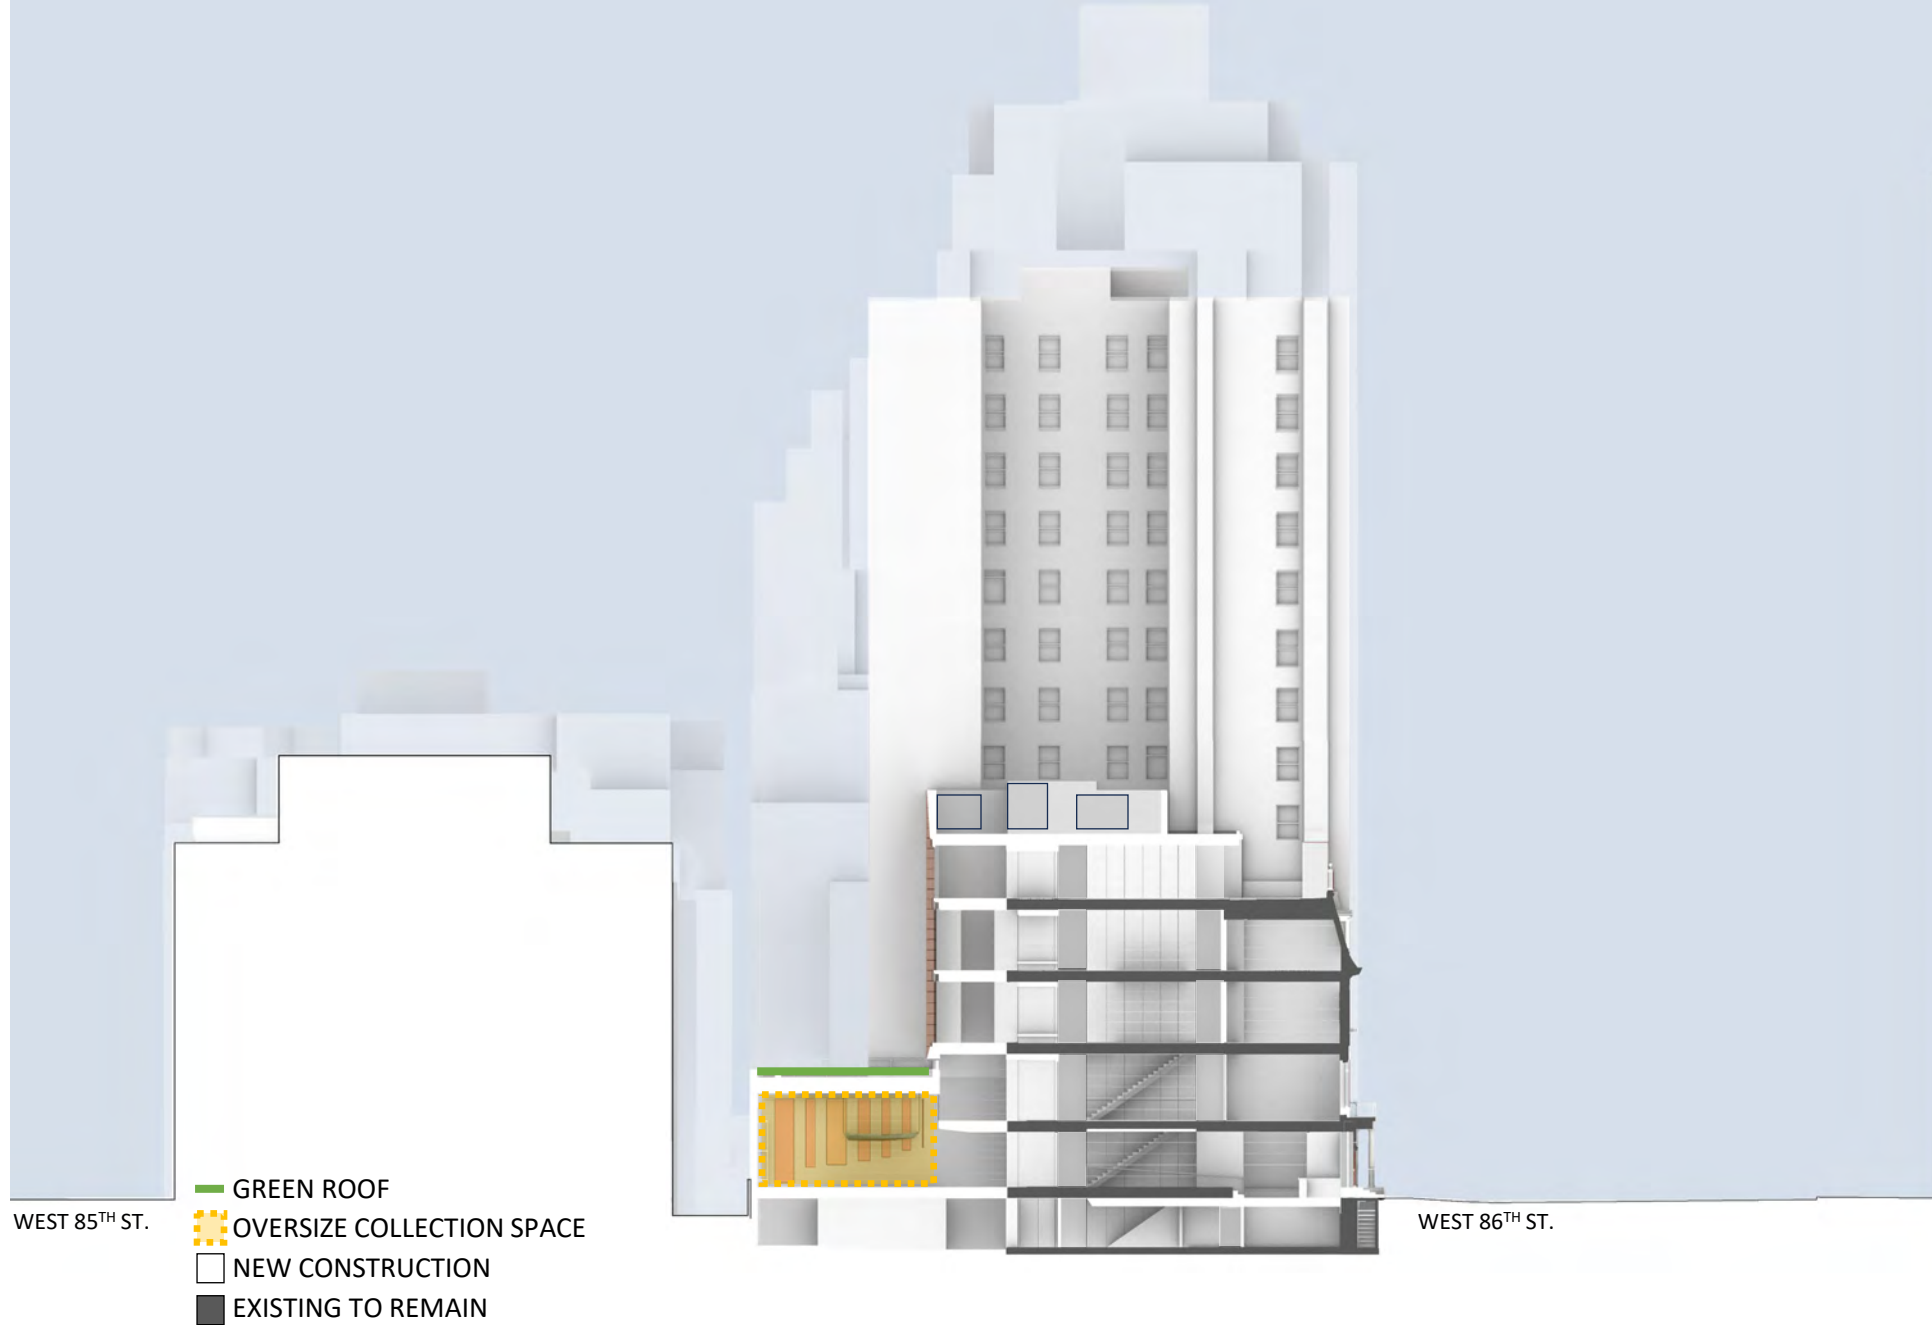 GREEN ROOF
WEST 85TH ST.
OVERSIZE COLLECTION SPACE
WEST 86TH ST.
NEW CONSTRUCTION
EXISTING TO REMAIN